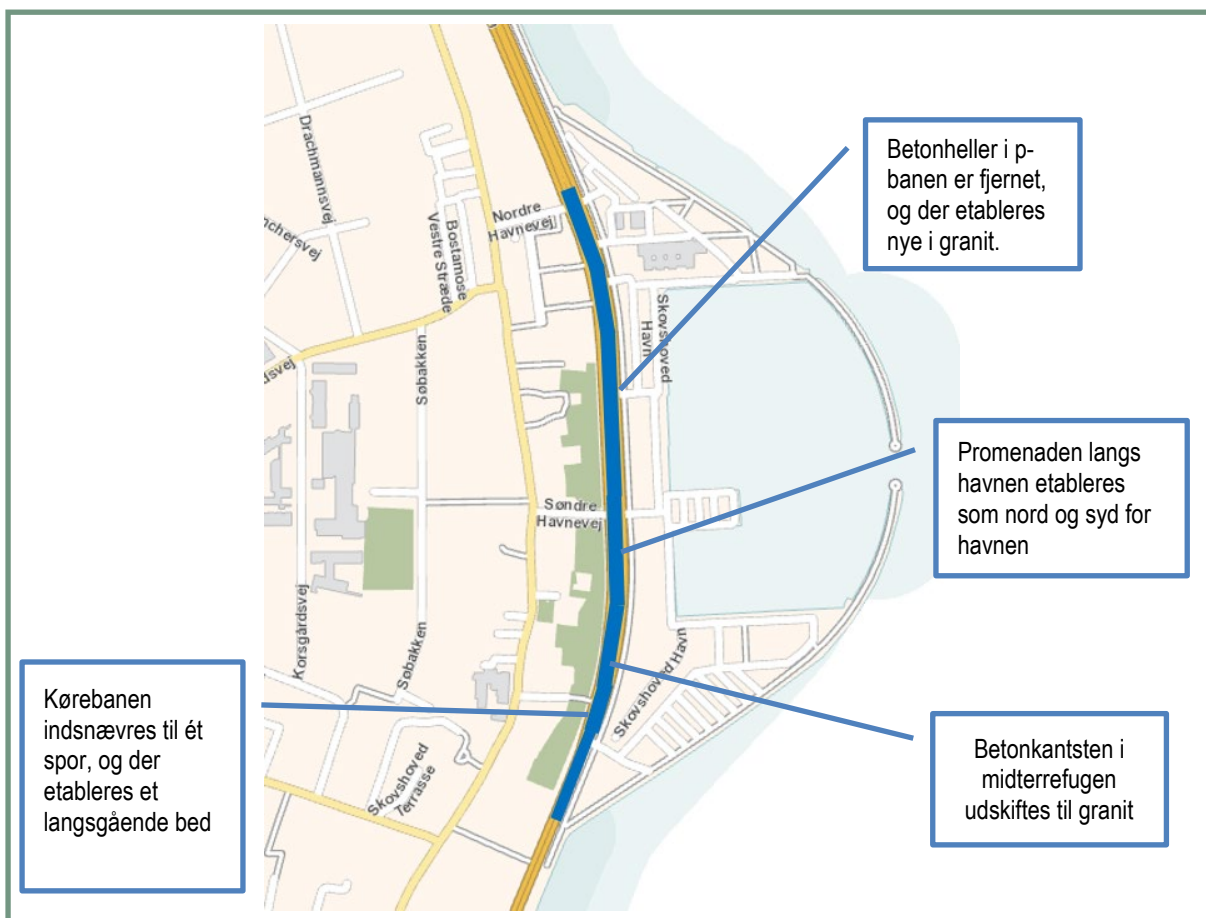 Drachmannsvej
nchersvej
Bostamose
Vestre Stræde
Nordre
Havnevej
Skovshoved
Havn
dsvej
Søbakken
Søndre
Havnevej
Korsgårdsvej
Søbakken
Skovshoved Havn
Skovshoved
Terrasse
Betonheller i p-
banen er fjernet,
og der etableres
nye i granit.
Promenaden langs
havnen etableres
som nord og syd for
havnen
Kørebanen
indsnævres til ét
spor, og der
etableres et
langsgående bed
Betonkantsten i
midterrefugen
udskiftes til granit